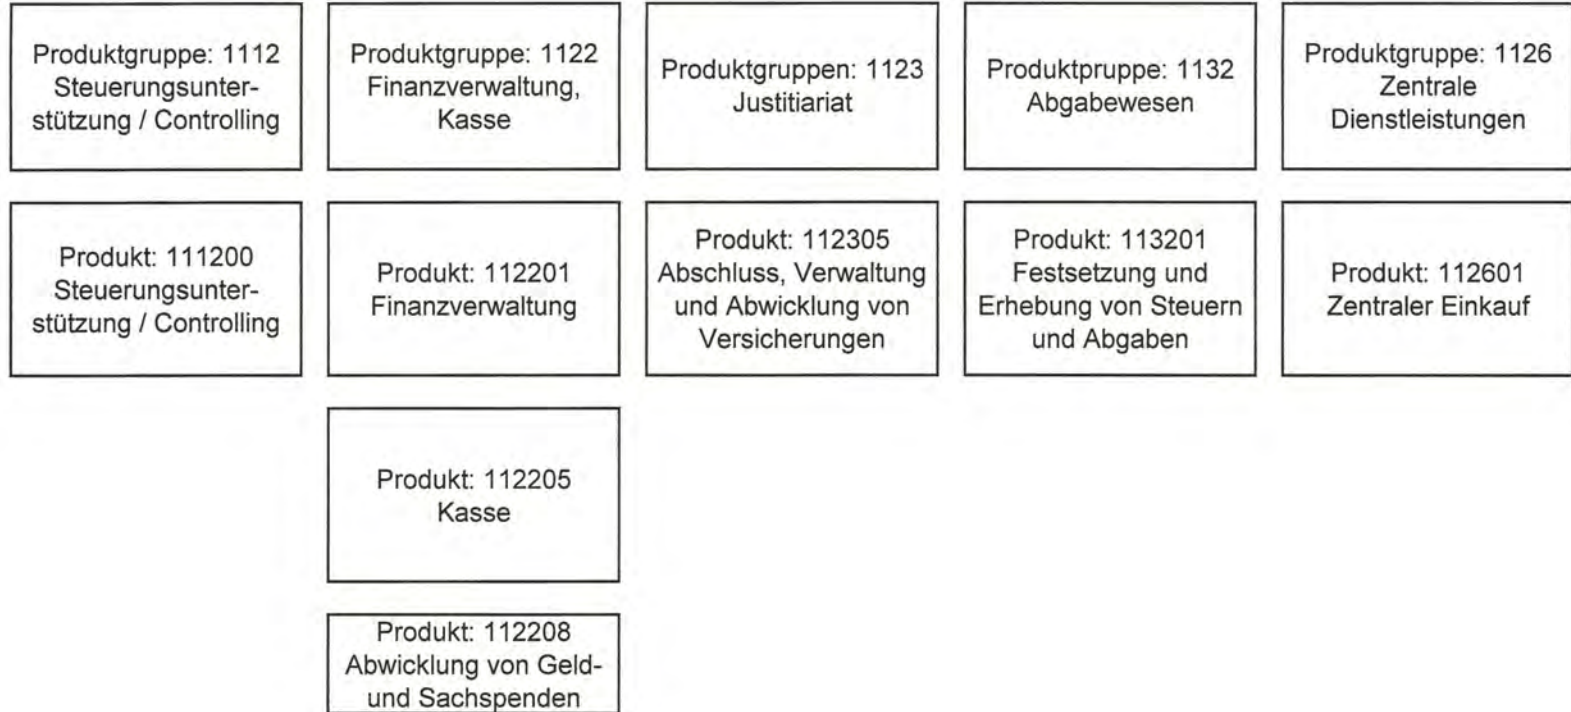 Produktgruppe: 1112
Steuerungsunter-
stützung / Controlling
Produktgruppe: 1122
Finanzverwaltung,
Kasse
Produktgruppen: 1123
Justitiariat
Produktpruppe: 1132
Abgabewesen
Produktgruppe: 1126
Zentrale
Dienstleistungen
Produkt: 111200
Steuerungsunter-
stützung / Controlling
Produkt: 112201
Finanzverwaltung
Produkt: 112305
Abschluss, Verwaltung
und Abwicklung von
Versicherungen
Produkt: 113201
Festsetzung und
Erhebung von Steuern
und Abgaben
Produkt: 112601
Zentraler Einkauf
Produkt: 112205
Kasse
Produkt: 112208
Abwicklung von Geld-
und Sachspenden